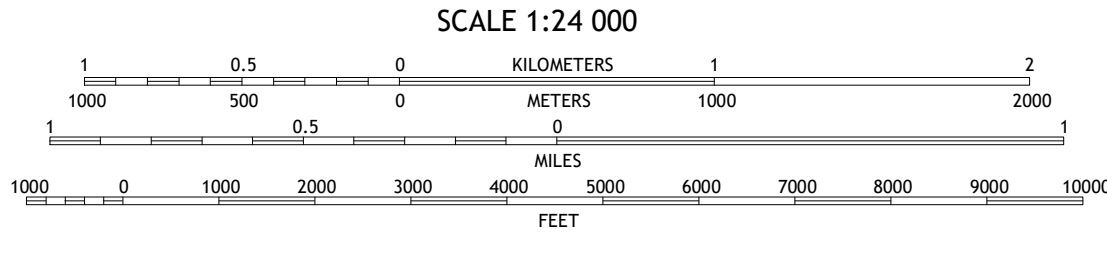 SCALE 1:24 000
1 0.5 0 KILOMETERS 1 2
1000 500 0 METERS 1000 2000
1 0.5 0 1
MILES
1000 0 1000 2000 3000 4000 5000 6000 7000 8000 9000 10000
FEET